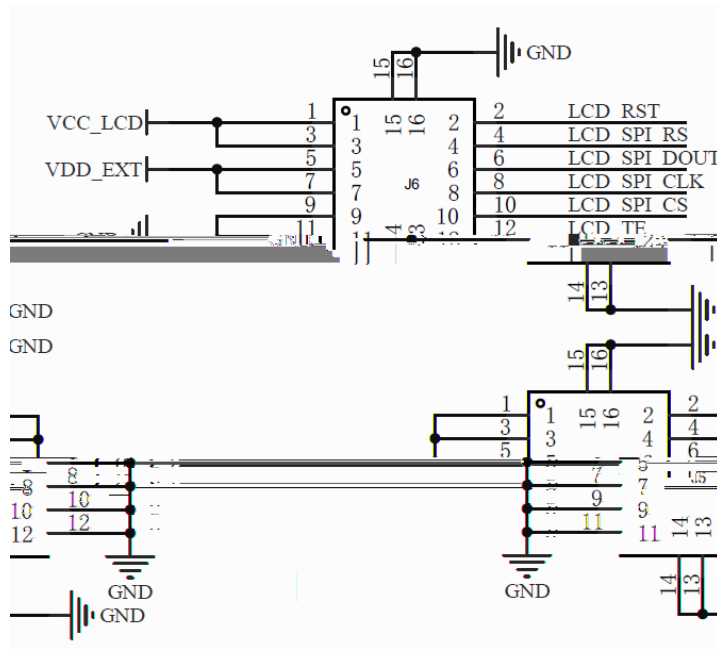 15 16 GND
VCC_LCD 1 1 15 16 2 2 LCD_RST
3 3 4 4 LCD_SPI_RS
VDD_EXT 5 5 6 6 LCD_SPI_DOUT
7 7 J6 8 8 LCD_SPI_CLK
9 9 10 10 LCD_SPI_CS
11 12 LCD_TE
14 13
GND
GND
15 16
1 1 15 16 2 2
3 3 4 4
5 6
8 8 7 7
10 10 9 9
12 12 11 11 14 13
GND GND 14 13
GND